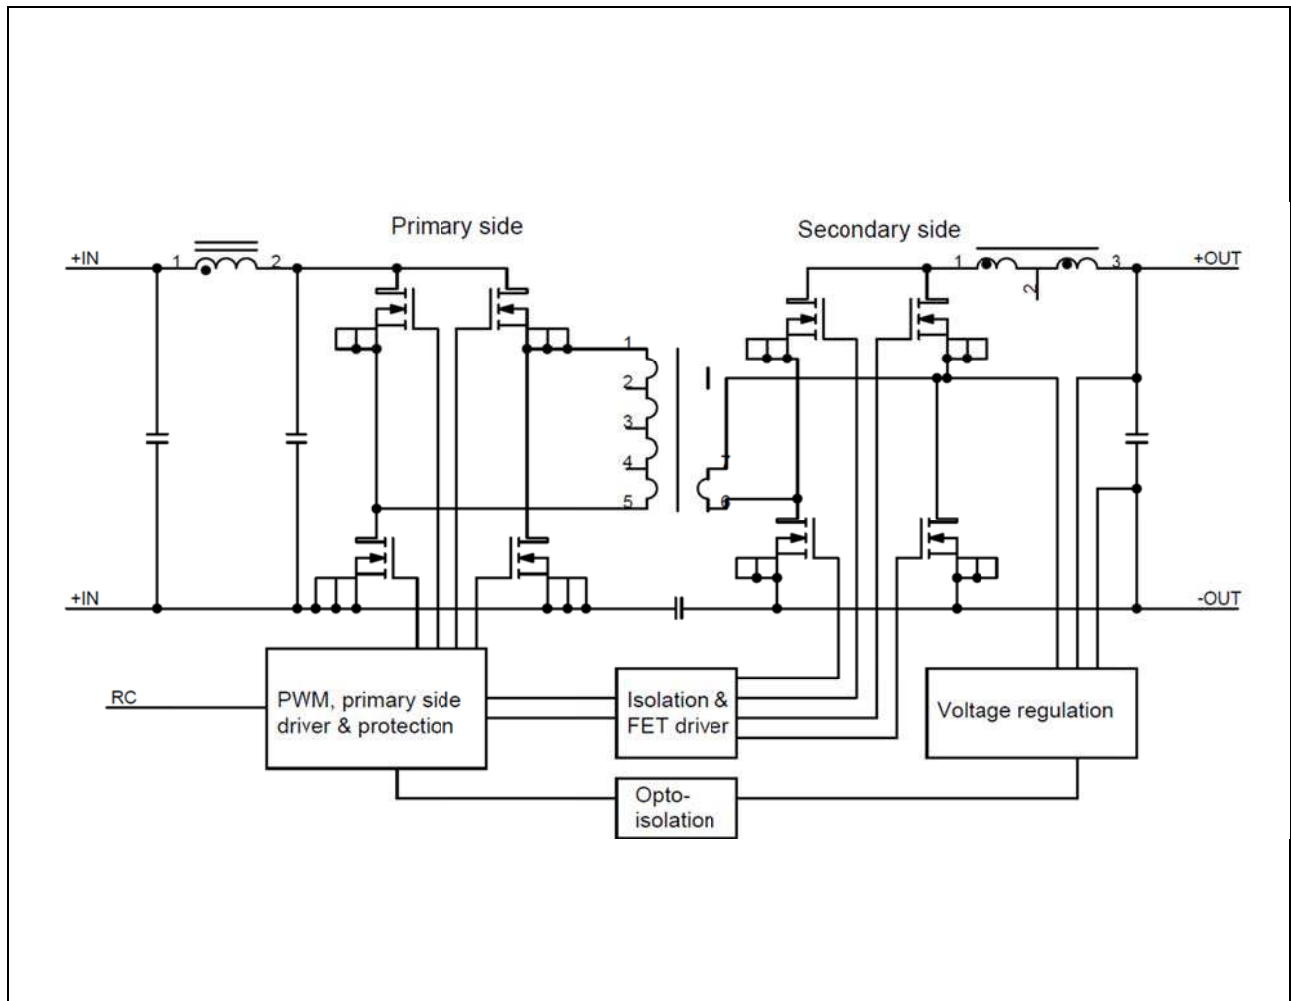 Primary side
Secondary side
+IN
1
2
1
2
3
+OUT
1
2
3
4
5
7
6
+IN
-OUT
RC
PWM, primary side
driver & protection
Isolation &
FET driver
Voltage regulation
Opto-
isolation